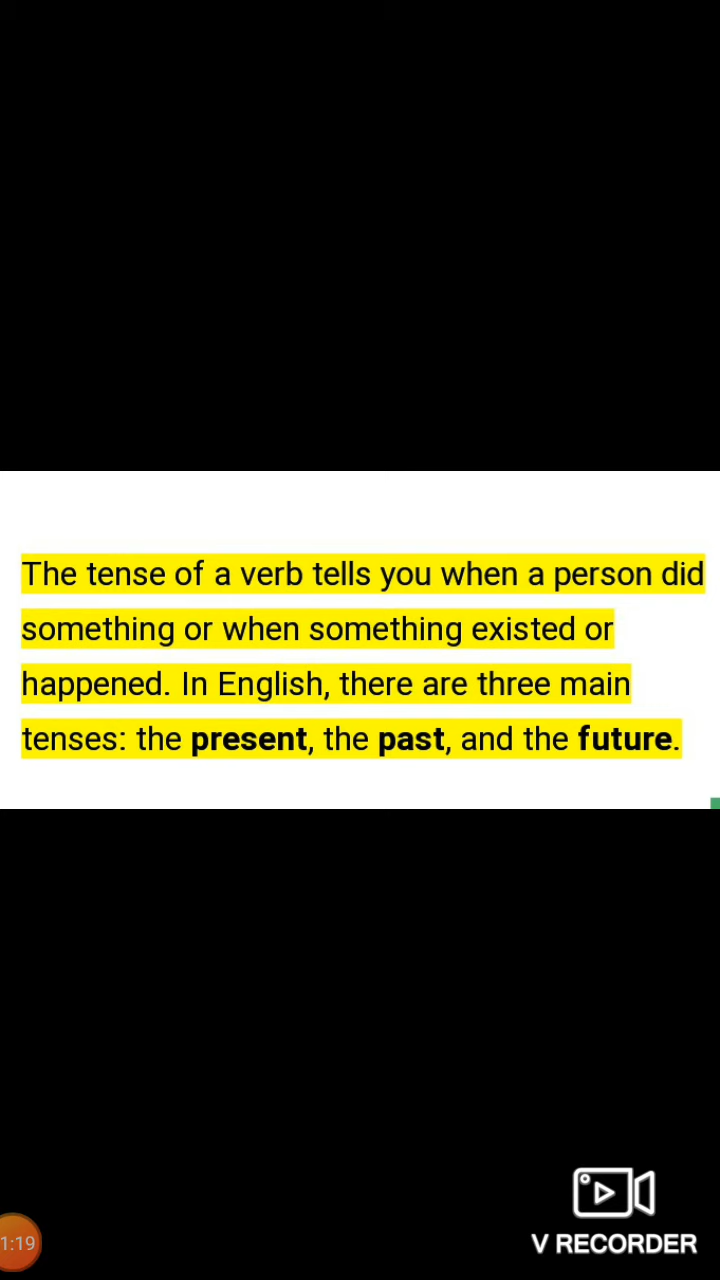 The tense of a verb tells you when a person did
something or when something existed or
happened. In English, there are three main
tenses: the present, the past, and the future.
1:19
V RECORDER